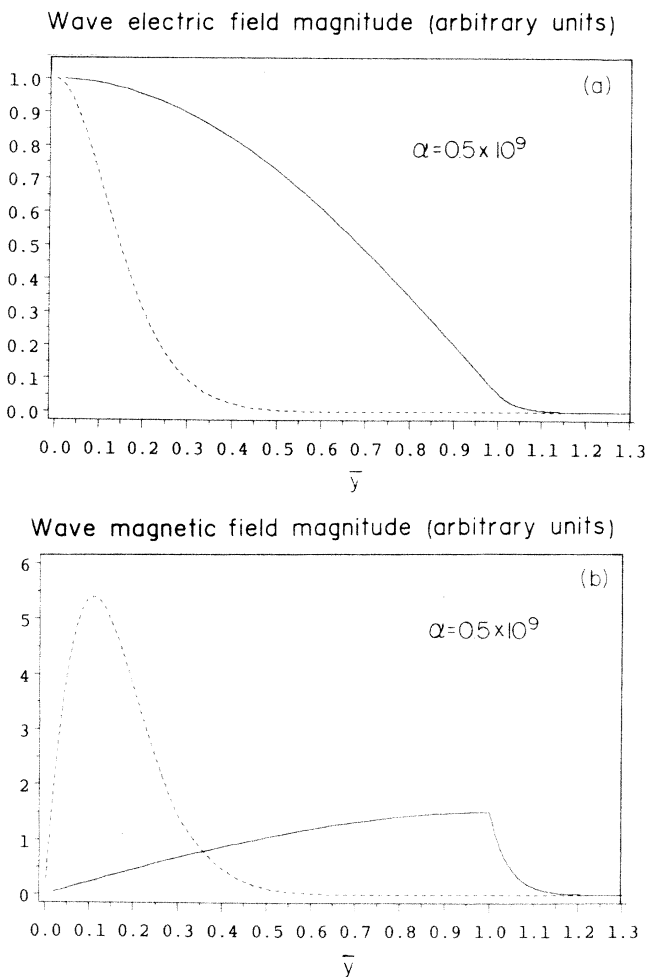 Wave electric field magnitude (arbitrary units)
(a)
α=0.5x10⁹
1.0
0.9
0.8
0.7
0.6
0.5
0.4
0.3
0.2
0.1
0.0
0.0 0.1 0.2 0.3 0.4 0.5 0.6 0.7 0.8 0.9 1.0 1.1 1.2 1.3
y̅
Wave magnetic field magnitude (arbitrary units)
(b)
α=0.5x10⁹
6
5
4
3
2
1
0
0.0 0.1 0.2 0.3 0.4 0.5 0.6 0.7 0.8 0.9 1.0 1.1 1.2 1.3
y̅